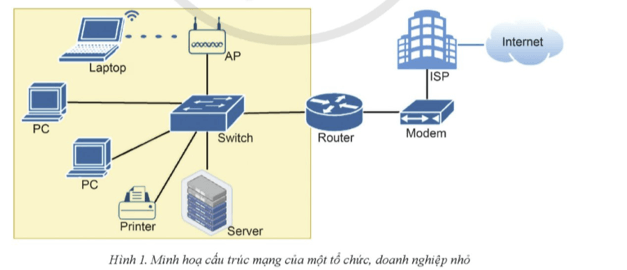 Internet
AP
Laptop
ISP
PC
Switch
Router
Modem
PC
Printer
Server
Hình 1. Minh hoạ cấu trúc mạng của một tổ chức, doanh nghiệp nhỏ